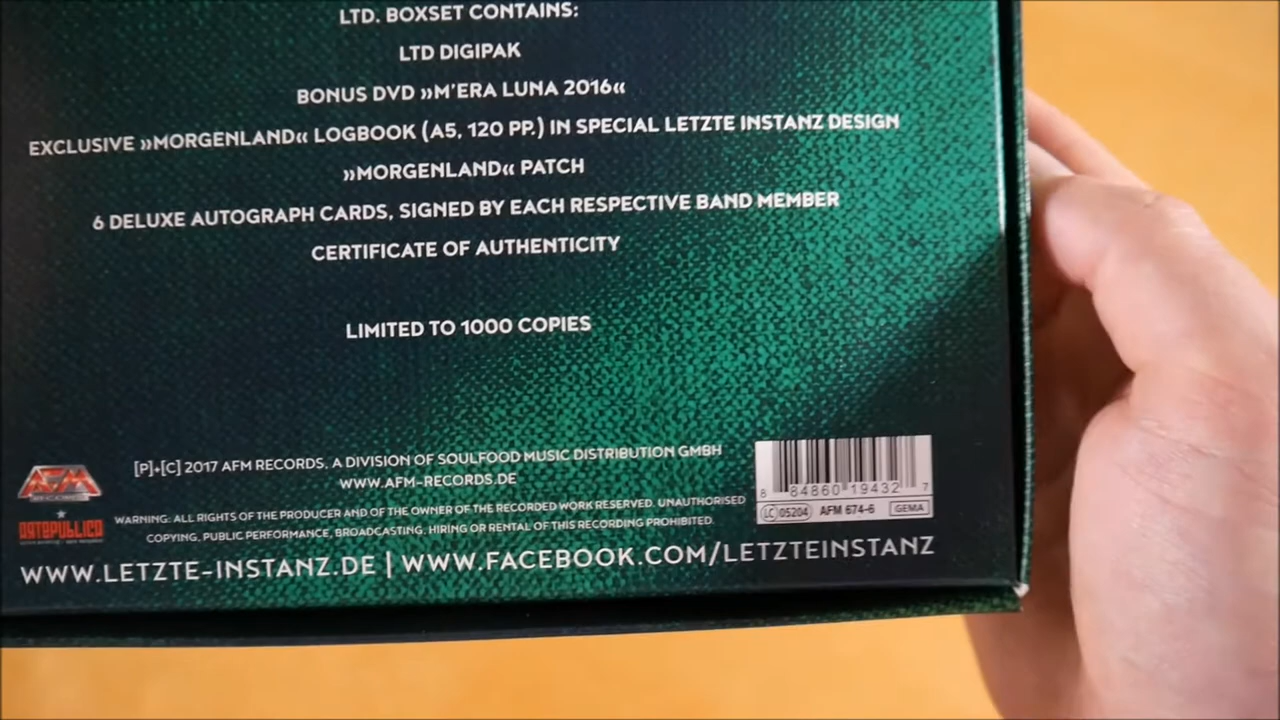 LTD. BOXSET CONTAINS:
LTD DIGIPAK
BONUS DVD »M'ERA LUNA 2016«
EXCLUSIVE »MORGENLAND« LOGBOOK (A5, 120 PP.) IN SPECIAL LETZTE INSTANZ DESIGN
»MORGENLAND« PATCH
6 DELUXE AUTOGRAPH CARDS, SIGNED BY EACH RESPECTIVE BAND MEMBER
CERTIFICATE OF AUTHENTICITY
LIMITED TO 1000 COPIES
AFM
RECORDS
[P]+[C] 2017 AFM RECORDS, A DIVISION OF SOULFOOD MUSIC DISTRIBUTION GMBH
WWW.AFM-RECORDS.DE
WARNING: ALL RIGHTS OF THE PRODUCER AND OF THE OWNER OF THE RECORDED WORK RESERVED. UNAUTHORISED
COPYING, PUBLIC PERFORMANCE, BROADCASTING, HIRING OR RENTAL OF THIS RECORDING PROHIBITED.
8 84860 19432 7
LC 05204 AFM 674-6 GEMA
WWW.LETZTE-INSTANZ.DE | WWW.FACEBOOK.COM/LETZTEINSTANZ